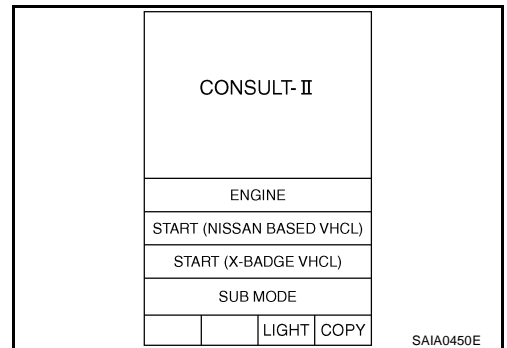 CONSULT-II
ENGINE
START (NISSAN BASED VHCL)
START (X-BADGE VHCL)
SUB MODE
LIGHT COPY
SAIA0450E